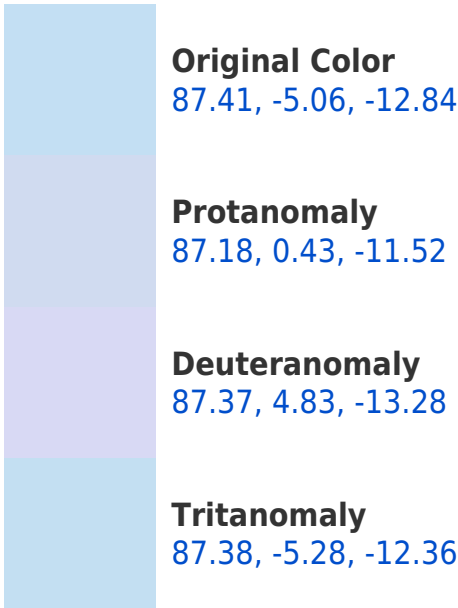 Original Color
87.41, -5.06, -12.84
Protanomaly
87.18, 0.43, -11.52
Deuteranomaly
87.37, 4.83, -13.28
Tritanomaly
87.38, -5.28, -12.36